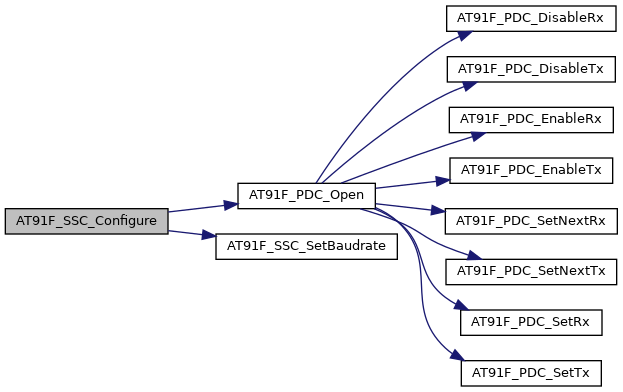 AT91F_SSC_Configure
AT91F_PDC_Open
AT91F_SSC_SetBaudrate
AT91F_PDC_DisableRx
AT91F_PDC_DisableTx
AT91F_PDC_EnableRx
AT91F_PDC_EnableTx
AT91F_PDC_SetNextRx
AT91F_PDC_SetNextTx
AT91F_PDC_SetRx
AT91F_PDC_SetTx